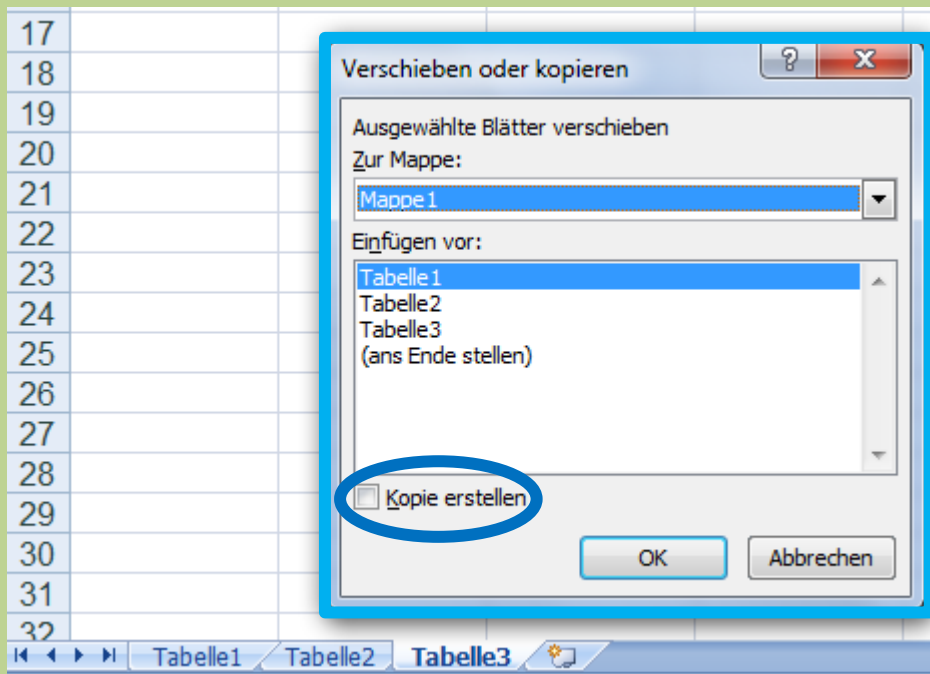 17
18
19
20
21
22
23
24
25
26
27
28
29
30
31
32
Verschieben oder kopieren
Ausgewählte Blätter verschieben
Zur Mappe:
Mappe1
Einfügen vor:
Tabelle1
Tabelle2
Tabelle3
(ans Ende stellen)
Kopie erstellen
OK Abbrechen
Tabelle1 Tabelle2 Tabelle3